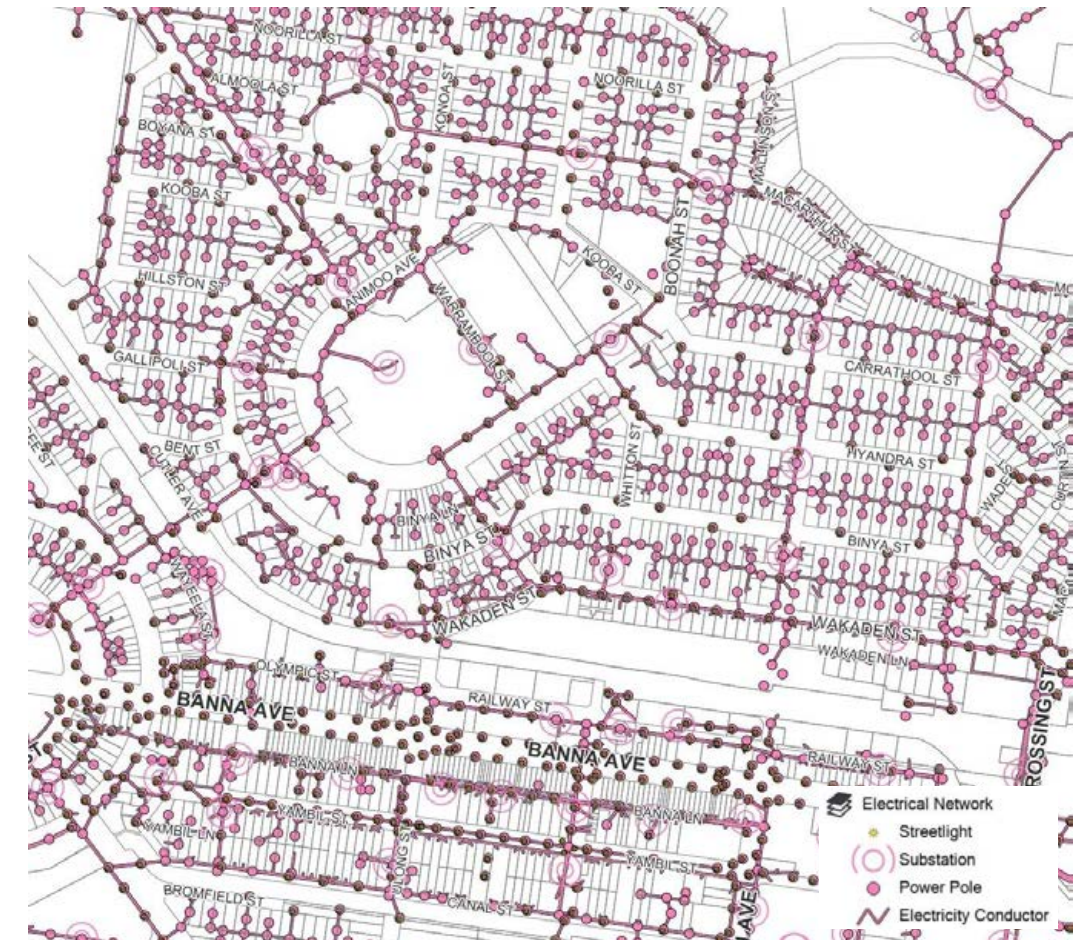 NOORILLA ST
ALMOOLA ST
KONOA ST
NOORILLA ST
MALLINSON ST
BOYANA ST
KOOBA ST
MACARTHUR ST
BOONAH ST
KOOBA ST
HILLSTON ST
ANIMOO AVE
WARRAMBOOL ST
GALLIPOLI ST
CARRATHOOL ST
BENT ST
CUTLER AVE
HYANDRA ST
WHITTON ST
WADE
BINYA LN
BINYA ST
BINYA ST
WAKADEN ST
WAKADEN ST
WAKADEN LN
OLYMPIC ST
BANNA AVE
RAILWAY ST
BANNA AVE
RAILWAY ST
ROSSING ST
BANNA LN
BANNA LN
YAMBIL ST
YAMBIL LN
YAMBIL ST
ULONG ST
BROMFIELD ST
CANAL ST
AVE
Electrical Network
Streetlight
Substation
Power Pole
Electricity Conductor